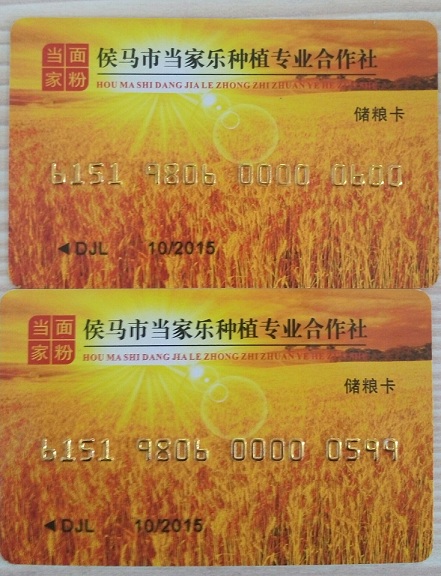 当面
家粉
侯马市当家乐种植专业合作社
HOU MA SHI DANG JIA LE ZHONG ZHI ZHUAN YE HE
储粮卡
6151 9806 0000 0600
◀DJL 10/2015
当面
家粉
侯马市当家乐种植专业合作社
HOU MA SHI DANG JIA LE ZHONG ZHI ZHUAN YE HE
储粮卡
6151 9806 0000 0599
◀DJL 10/2015